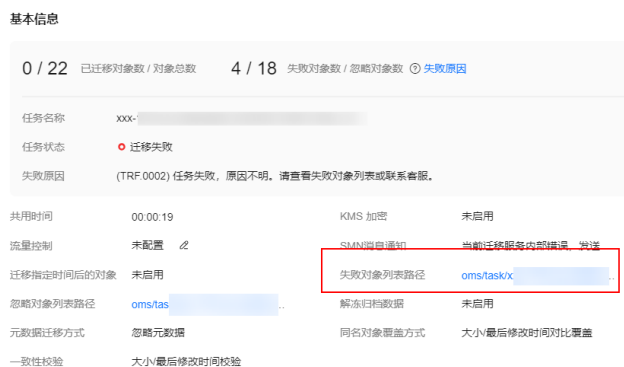 基本信息
0 / 22 已迁移对象数 / 对象总数 4 / 18 失败对象数 / 忽略对象数 ? 失败原因
任务名称 xxx-
任务状态 迁移失败
失败原因 (TRF.0002) 任务失败，原因不明。请查看失败对象列表或联系客服。
共用时间 00:00:19 KMS 加密 未启用
流量控制 未配置 SMN消息通知 当前迁移服务内部错误，发送
迁移指定时间后的对象 未启用 失败对象列表路径 oms/task/x ..
忽略对象列表路径 oms/tas .. 解冻归档数据 未启用
元数据迁移方式 忽略元数据 同名对象覆盖方式 大小/最后修改时间对比覆盖
一致性校验 大小/最后修改时间校验